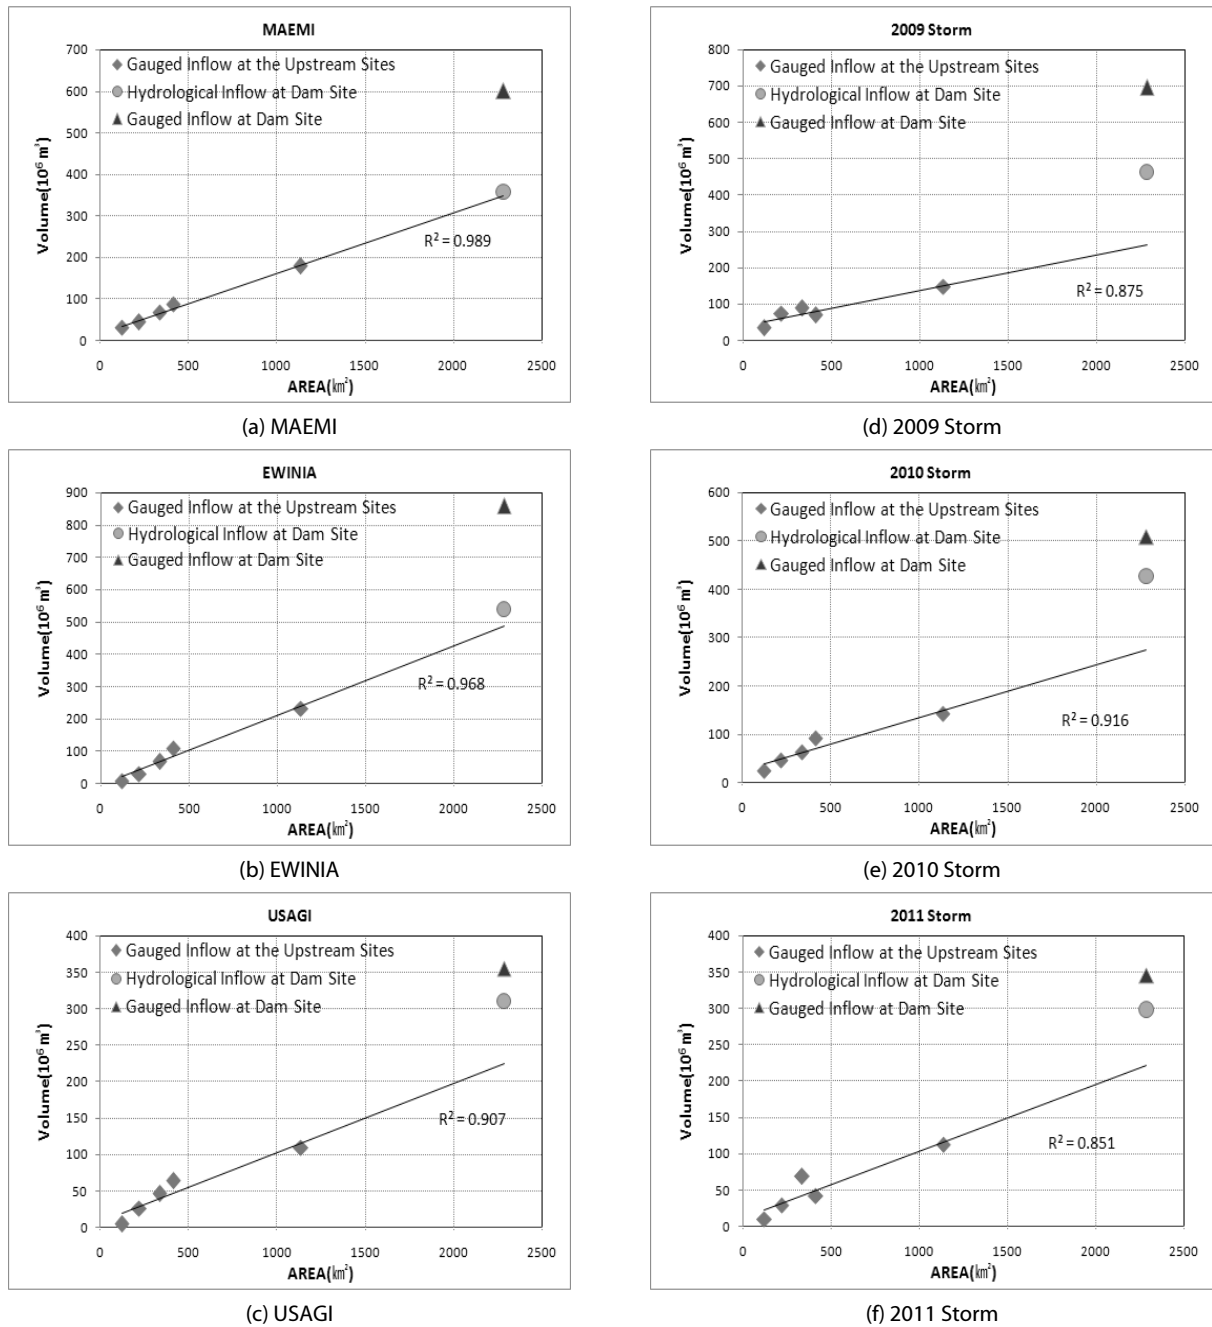 MAEMI
Gauged Inflow at the Upstream Sites
Hydrological Inflow at Dam Site
Gauged Inflow at Dam Site
Volume(10⁶ ㎥)
700
600
500
400
300
200
100
0
R² = 0.989
0 500 1000 1500 2000 2500
AREA(㎢)
(a) MAEMI
EWINIA
Gauged Inflow at the Upstream Sites
Hydrological Inflow at Dam Site
Gauged Inflow at Dam Site
Volume(10⁶ ㎥)
900
800
700
600
500
400
300
200
100
0
R² = 0.968
0 500 1000 1500 2000 2500
AREA(㎢)
(b) EWINIA
USAGI
Gauged Inflow at the Upstream Sites
Hydrological Inflow at Dam Site
Gauged Inflow at Dam Site
Volume(10⁶ ㎥)
400
350
300
250
200
150
100
50
0
R² = 0.907
0 500 1000 1500 2000 2500
AREA(㎢)
(c) USAGI
2009 Storm
Gauged Inflow at the Upstream Sites
Hydrological Inflow at Dam Site
Gauged Inflow at Dam Site
Volume(10⁶ ㎥)
800
700
600
500
400
300
200
100
0
R² = 0.875
0 500 1000 1500 2000 2500
AREA(㎢)
(d) 2009 Storm
2010 Storm
Gauged Inflow at the Upstream Sites
Hydrological Inflow at Dam Site
Gauged Inflow at Dam Site
Volume(10⁶ ㎥)
600
500
400
300
200
100
0
R² = 0.916
0 500 1000 1500 2000 2500
AREA(㎢)
(e) 2010 Storm
2011 Storm
Gauged Inflow at the Upstream Sites
Hydrological Inflow at Dam Site
Gauged Inflow at Dam Site
Volume(10⁶ ㎥)
400
350
300
250
200
150
100
50
0
R² = 0.851
0 500 1000 1500 2000 2500
AREA(㎢)
(f) 2011 Storm